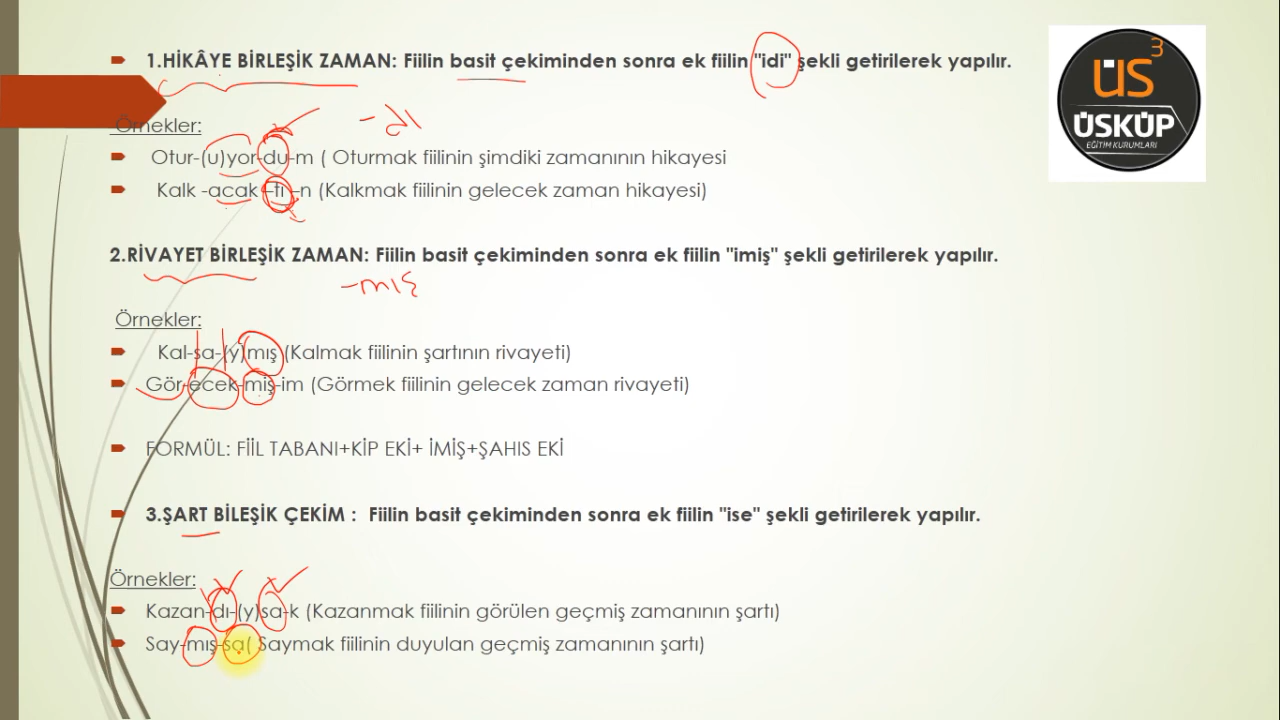 1.HİKÂYE BİRLEŞİK ZAMAN: Fiilin basit çekiminden sonra ek fiilin "idi" şekli getirilerek yapılır.
ÜS3
ÜSKÜP
EĞİTİM KURUMLARI
-dı
Örnekler:
Otur-(u)yor-du-m ( Oturmak fiilinin şimdiki zamanının hikayesi
Kalk -acak –tı –n (Kalkmak fiilinin gelecek zaman hikayesi)
2.RİVAYET BİRLEŞİK ZAMAN: Fiilin basit çekiminden sonra ek fiilin "imiş" şekli getirilerek yapılır.
-mış
Örnekler:
Kal-sa-(y)mış (Kalmak fiilinin şartının rivayeti)
Gör-ecek-miş-im (Görmek fiilinin gelecek zaman rivayeti)
FORMÜL: FİİL TABANI+KİP EKİ+ İMİŞ+ŞAHIS EKİ
3.ŞART BİLEŞİK ÇEKİM : Fiilin basit çekiminden sonra ek fiilin "ise" şekli getirilerek yapılır.
Örnekler:
Kazan-dı-(y)sa-k (Kazanmak fiilinin görülen geçmiş zamanının şartı)
Say-mış-sa( Saymak fiilinin duyulan geçmiş zamanının şartı)